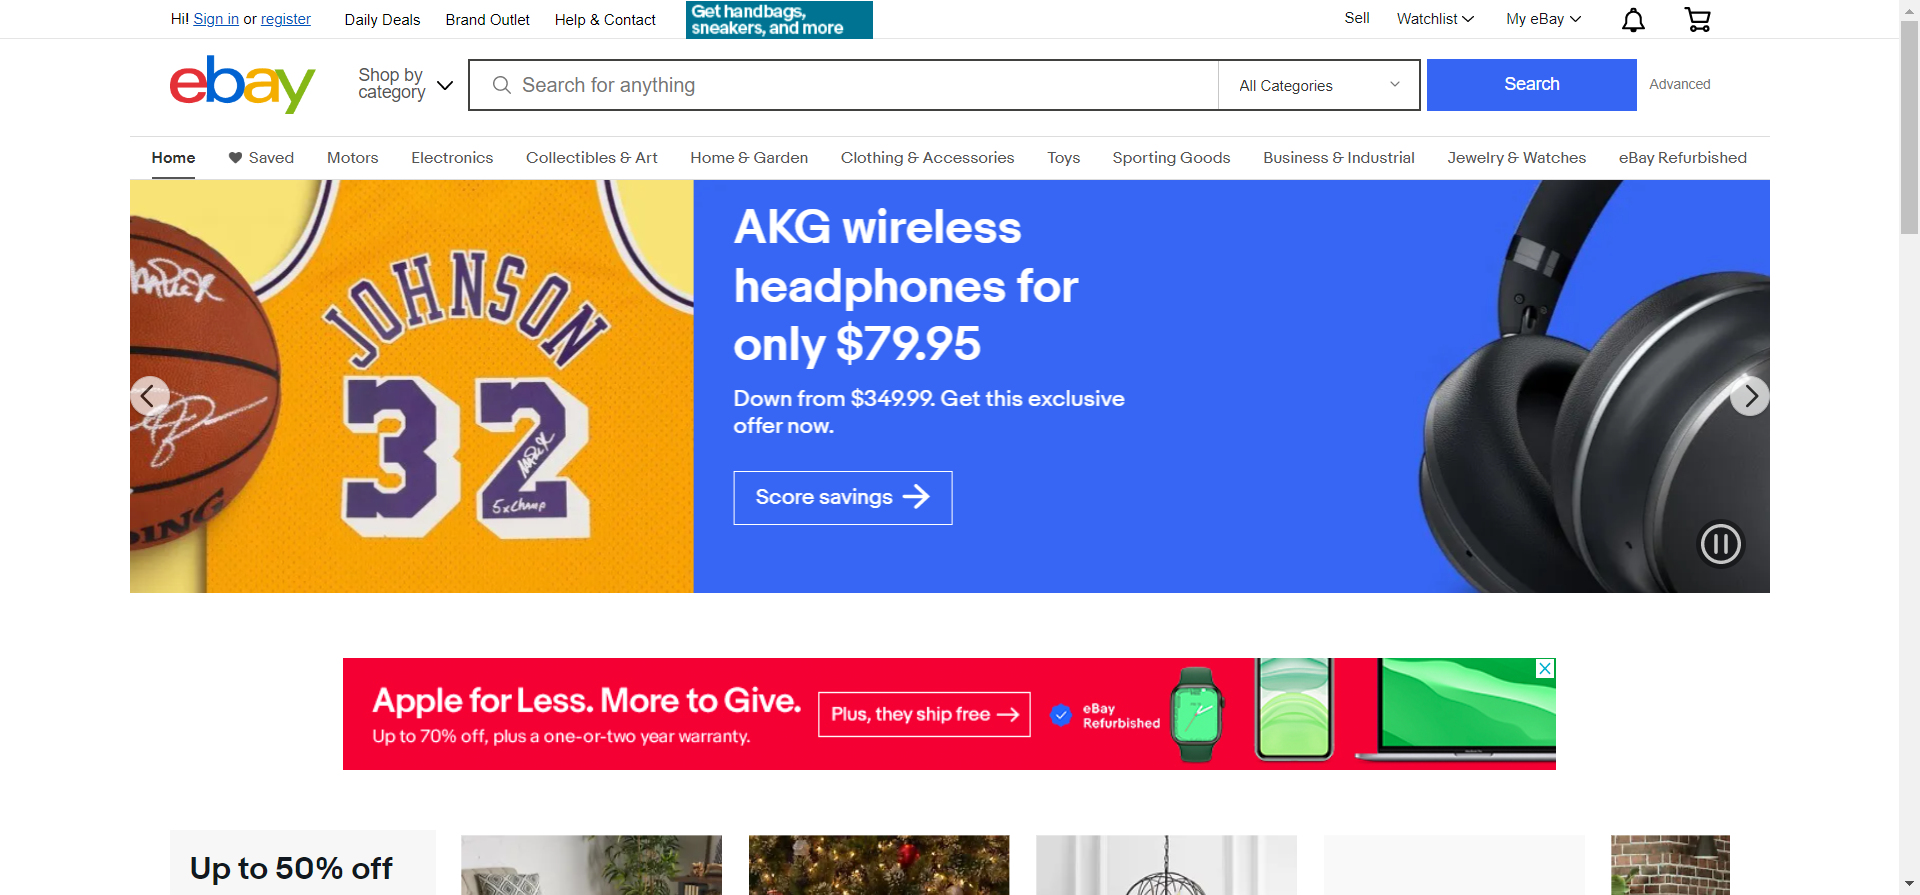 Hi! Sign in or register
Daily Deals
Brand Outlet
Help & Contact
Get handbags,
sneakers, and more
Sell
Watchlist
My eBay
ebay
Shop by
category
Search for anything
All Categories
Search
Advanced
Home
Saved
Motors
Electronics
Collectibles & Art
Home & Garden
Clothing & Accessories
Toys
Sporting Goods
Business & Industrial
Jewelry & Watches
eBay Refurbished
JOHNSON
32
5xChamp
AKG wireless
headphones for
only $79.95
Down from $349.99. Get this exclusive
offer now.
Score savings
Apple for Less. More to Give.
Up to 70% off, plus a one-or-two year warranty.
Plus, they ship free
eBay
Refurbished
Up to 50% off